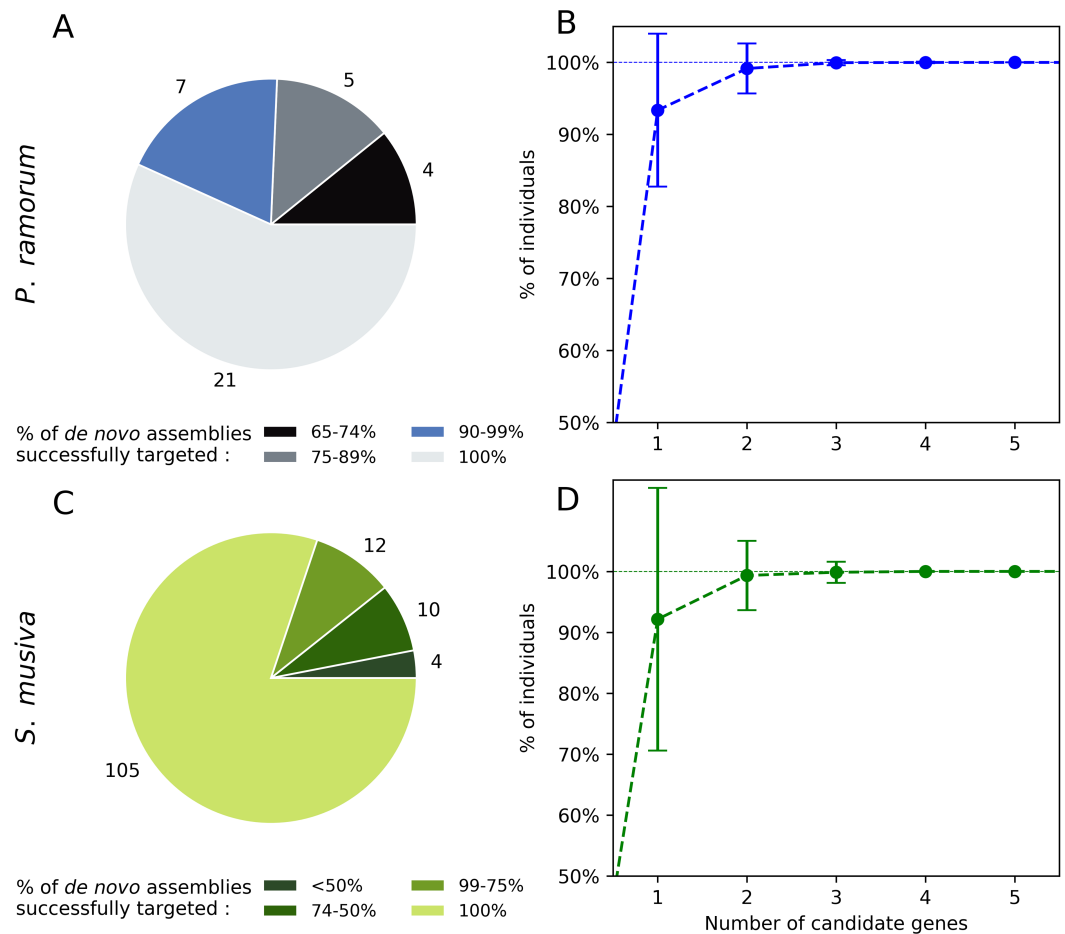 A
P. ramorum
7
5
4
21
% of de novo assemblies
successfully targeted :
65-74%
90-99%
75-89%
100%
B
% of individuals
100%
90%
80%
70%
60%
50%
1 2 3 4 5
C
S. musiva
12
10
4
105
% of de novo assemblies
successfully targeted :
<50%
99-75%
74-50%
100%
D
% of individuals
100%
90%
80%
70%
60%
50%
1 2 3 4 5
Number of candidate genes